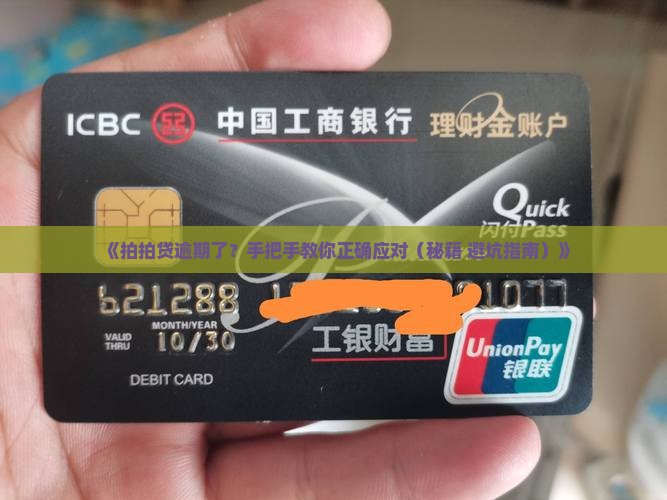 ICBC 中国工商银行 理财金账户
Quick
闪付Pass
《拍拍贷逾期了？手把手教你正确应对（秘籍 避坑指南）》
621288 1077
MONTH/YEAR
VALID THRU 10/30
工银财富
DEBIT CARD
UnionPay
银联